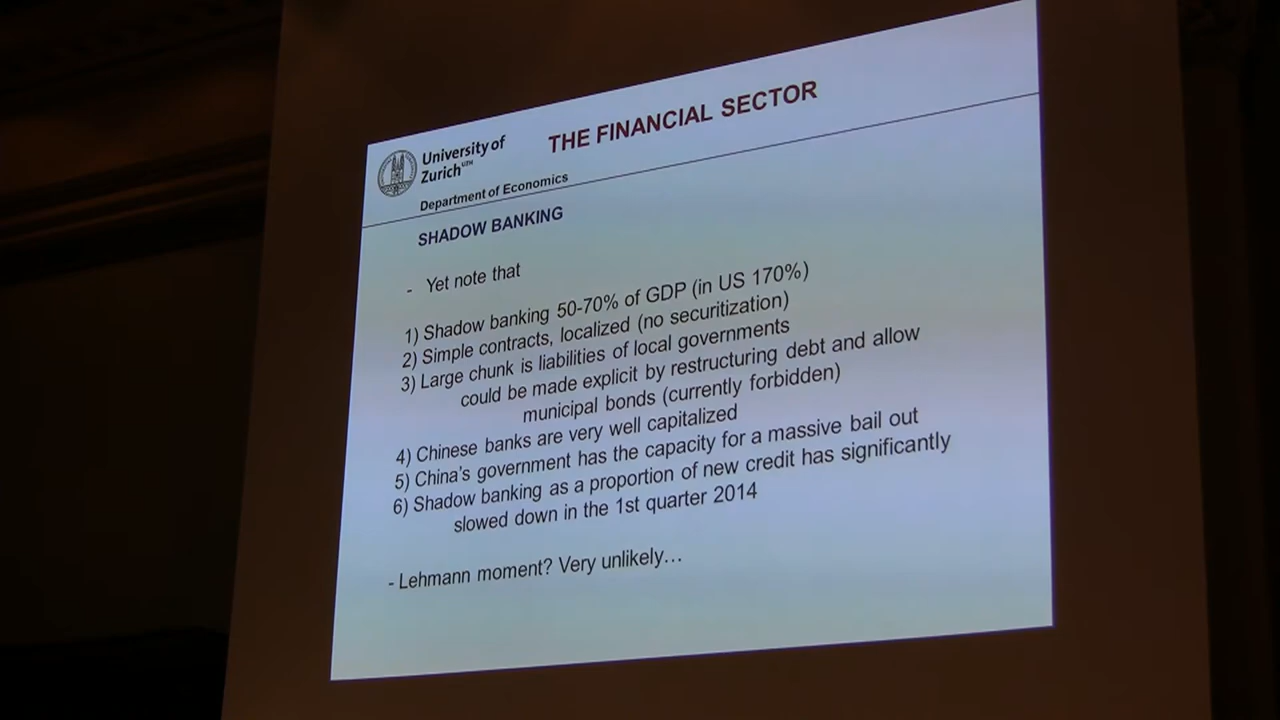 THE FINANCIAL SECTOR
University of
Zurich UZH
Department of Economics
SHADOW BANKING
- Yet note that
1) Shadow banking 50-70% of GDP (in US 170%)
2) Simple contracts, localized (no securitization)
3) Large chunk is liabilities of local governments
could be made explicit by restructuring debt and allow
municipal bonds (currently forbidden)
4) Chinese banks are very well capitalized
5) China's government has the capacity for a massive bail out
6) Shadow banking as a proportion of new credit has significantly
slowed down in the 1st quarter 2014
- Lehmann moment? Very unlikely...